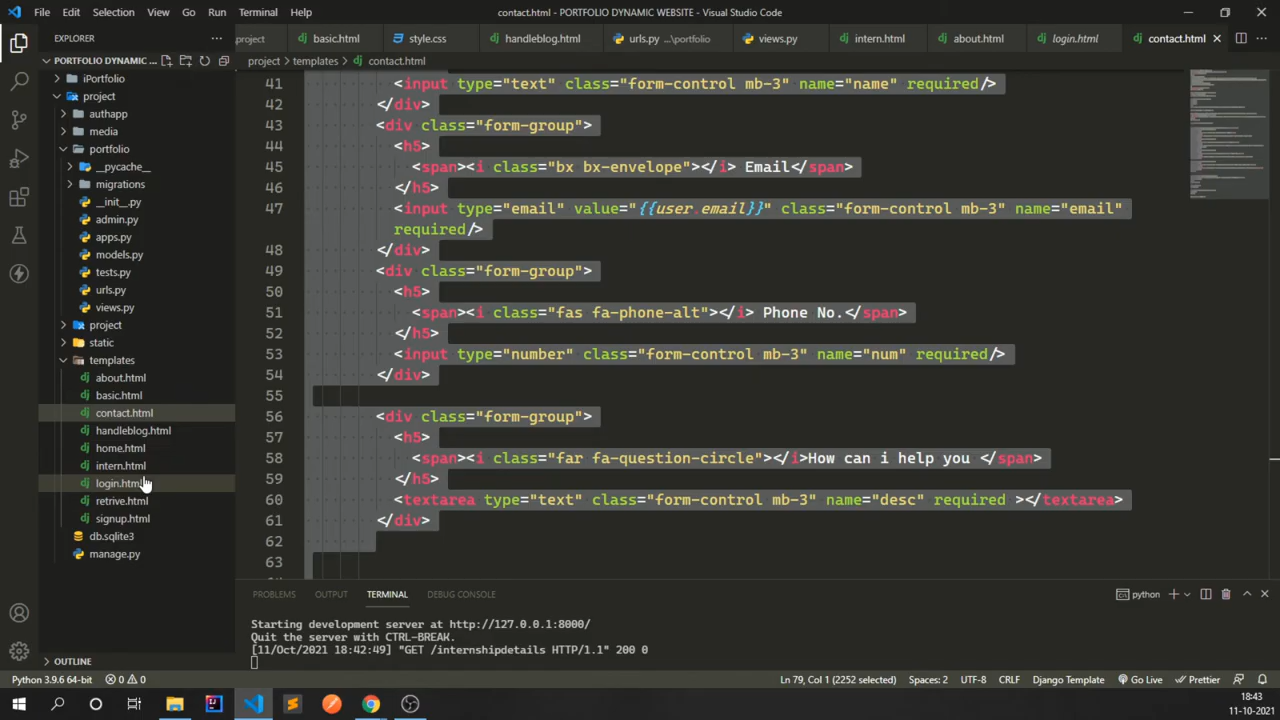 File Edit Selection View Go Run Terminal Help
contact.html - PORTFOLIO DYNAMIC WEBSITE - Visual Studio Code
EXPLORER
project basic.html style.css handleblog.html urls.py ...\portfolio views.py intern.html about.html login.html contact.html
PORTFOLIO DYNAMIC ...
project > templates > contact.html
iPortfolio
project
authapp
media
portfolio
__pycache__
migrations
__init__.py
admin.py
apps.py
models.py
tests.py
urls.py
views.py
project
static
templates
about.html
basic.html
contact.html
handleblog.html
home.html
intern.html
login.html
retrive.html
signup.html
db.sqlite3
manage.py
OUTLINE
41 <input type="text" class="form-control mb-3" name="name" required/>
42 </div>
43 <div class="form-group">
44 <h5>
45 <span><i class="bx bx-envelope"></i> Email</span>
46 </h5>
47 <input type="email" value="{{user.email}}" class="form-control mb-3" name="email"
required/>
48 </div>
49 <div class="form-group">
50 <h5>
51 <span><i class="fas fa-phone-alt"></i> Phone No.</span>
52 </h5>
53 <input type="number" class="form-control mb-3" name="num" required/>
54 </div>
55
56 <div class="form-group">
57 <h5>
58 <span><i class="far fa-question-circle"></i>How can i help you </span>
59 </h5>
60 <textarea type="text" class="form-control mb-3" name="desc" required ></textarea>
61 </div>
62
63
PROBLEMS OUTPUT TERMINAL DEBUG CONSOLE
python
Starting development server at http://127.0.0.1:8000/
Quit the server with CTRL-BREAK.
[11/Oct/2021 18:42:49] "GET /internshipdetails HTTP/1.1" 200 0
Python 3.9.6 64-bit 0 0 Ln 79, Col 1 (2252 selected) Spaces: 2 UTF-8 CRLF Django Template Go Live Prettier
18:43
11-10-2021